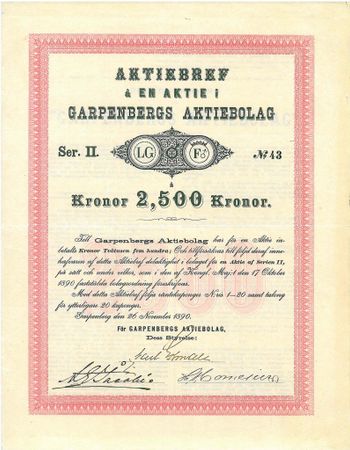 AKTIEBREF
å EN AKTIE i
GARPENBERGS AKTIEBOLAG
Ser. II. LG F № 43
à
Kronor 2,500 Kronor.
Till Garpenbergs Aktiebolag har för en Aktie in-
betalts Kronor Tvåtusen fem hundra; Och tillförsäkras till följd deraf inne-
hafvaren af detta Aktiebref delaktighet i bolaget för en Aktie af Serien II,
på sätt och under vilkor, som i den af Kongl. Maj:t den 17 Oktober
1890 fastställda bolagsordning föreskrifvas.
Med detta Aktiebref följa räntekuponger N:ris 1–20 samt talong
för ytterligare 20 kuponger.
Garpenberg den 26 November 1890.
För GARPENBERGS AKTIEBOLAG,
Dess Styrelse: